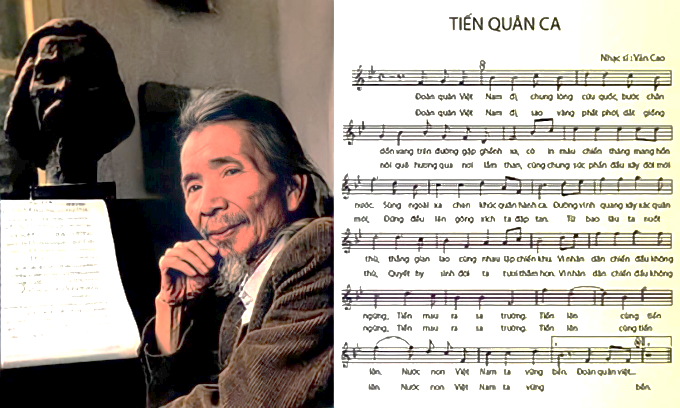 TIẾN QUÂN CA
Nhạc sĩ : Văn Cao
Đoàn quân Việt Nam đi, chung lòng cứu quốc, bước chân
Đoàn quân Việt Nam đi, sao vàng phất phới, dắt giống
dồn vang trên đường gập ghềnh xa, cờ in máu chiến thắng mang hồn
nòi quê hương qua nơi lầm than, cùng chung sức phấn đấu xây đời mới
nước. Súng ngoài xa chen khúc quân hành ca. Đường vinh quang xây xác quân
mới, Đứng đều lên gông xích ta đập tan. Từ bao lâu ta nuốt
thù, thắng gian lao cùng nhau lập chiến khu. Vì nhân dân chiến đấu không
thù, Quyết hy sinh đời ta tươi thắm hơn. Vì nhân dân chiến đấu không
ngừng, Tiến mau ra sa trường. Tiến lên cùng tiến
ngừng, Tiến mau ra sa trường. Tiến lên cùng tiến
lên. Nước non Việt Nam ta vững bền. Đoàn quân việt...
lên. Nước non Việt Nam ta vững bền.